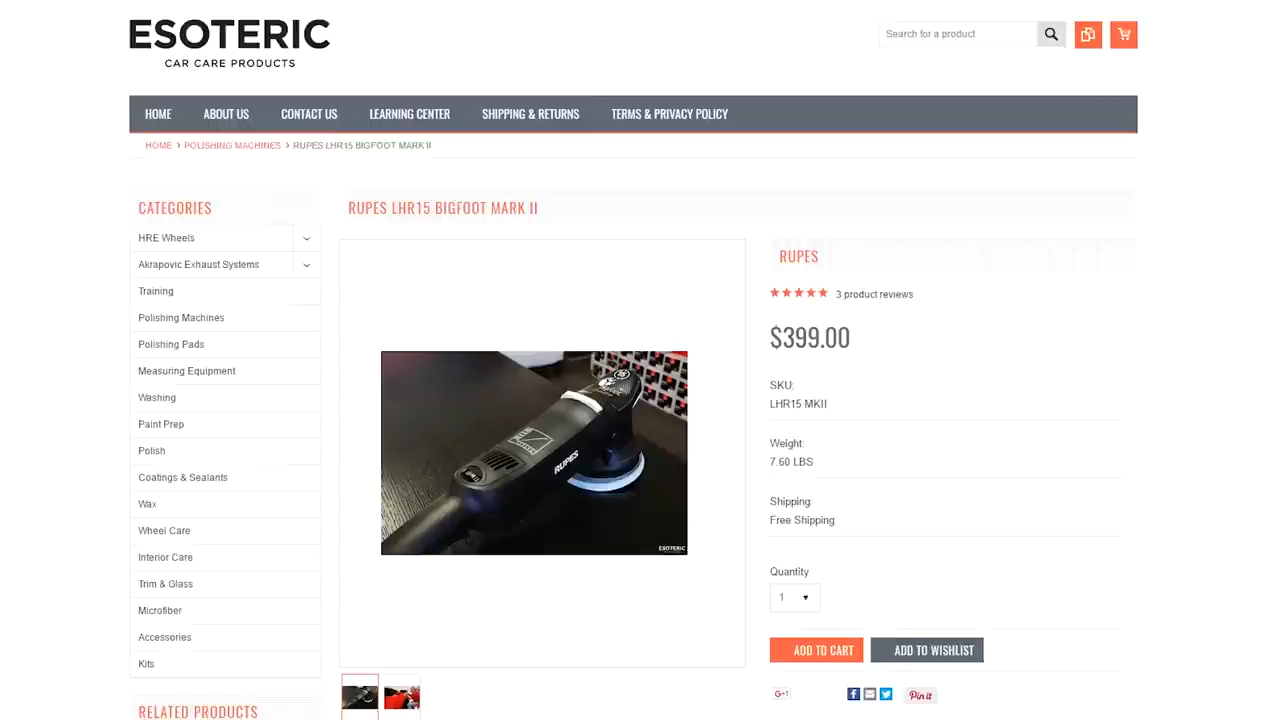 ESOTERIC
CAR CARE PRODUCTS
Search for a product
HOME
ABOUT US
CONTACT US
LEARNING CENTER
SHIPPING & RETURNS
TERMS & PRIVACY POLICY
HOME › POLISHING MACHINES › RUPES LHR15 BIGFOOT MARK II
CATEGORIES
HRE Wheels
Akrapovic Exhaust Systems
Training
Polishing Machines
Polishing Pads
Measuring Equipment
Washing
Paint Prep
Polish
Coatings & Sealants
Wax
Wheel Care
Interior Care
Trim & Glass
Microfiber
Accessories
Kits
RELATED PRODUCTS
RUPES LHR15 BIGFOOT MARK II
RUPES
15
ESOTERIC
RUPES
3 product reviews
$399.00
SKU:
LHR15 MKII
Weight:
7.60 LBS
Shipping:
Free Shipping
Quantity
1
ADD TO CART
ADD TO WISHLIST
G+1
Pin it